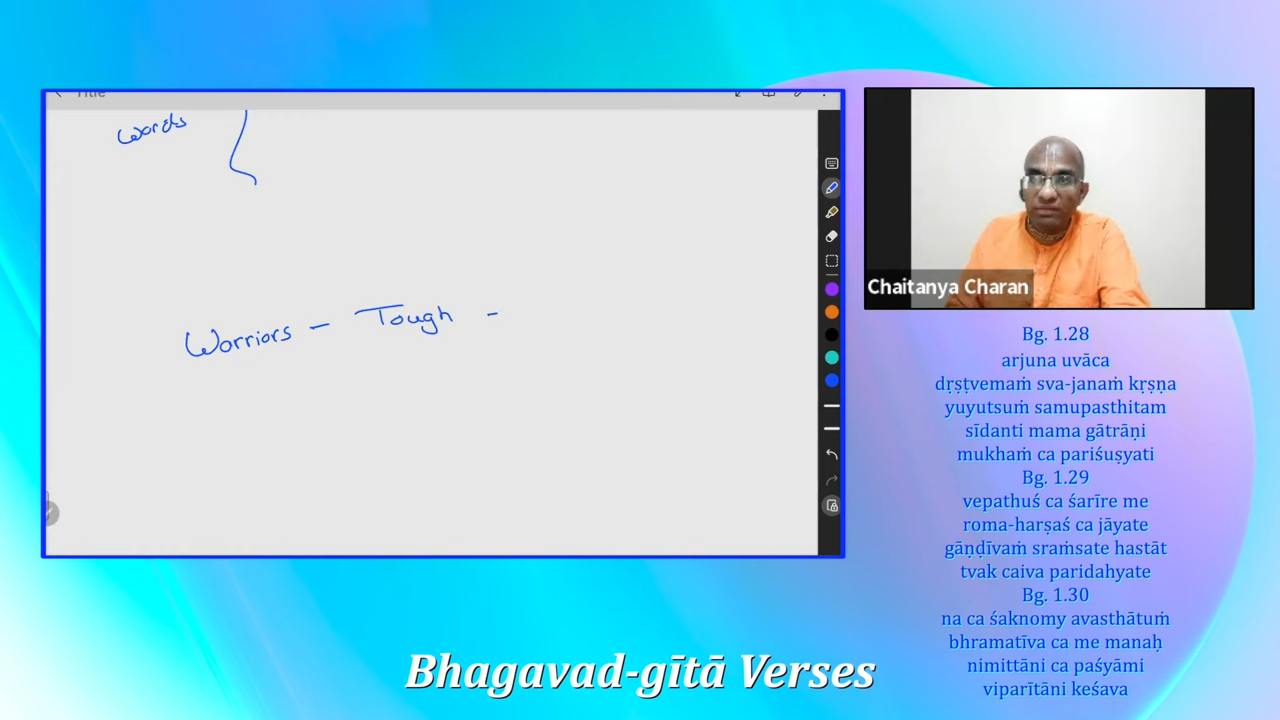 Title
words
Worriors - Tough -
Chaitanya Charan
Bg. 1.28
arjuna uvāca
dṛṣṭvemaṁ sva-janaṁ kṛṣṇa
yuyutsuṁ samupasthitam
sīdanti mama gātrāṇi
mukhaṁ ca pariśuṣyati
Bg. 1.29
vepathuś ca śarīre me
roma-harṣaś ca jāyate
gāṇḍīvaṁ sraṁsate hastāt
tvak caiva paridahyate
Bg. 1.30
na ca śaknomy avasthātuṁ
bhramatīva ca me manaḥ
nimittāni ca paśyāmi
viparītāni keśava
Bhagavad-gītā Verses